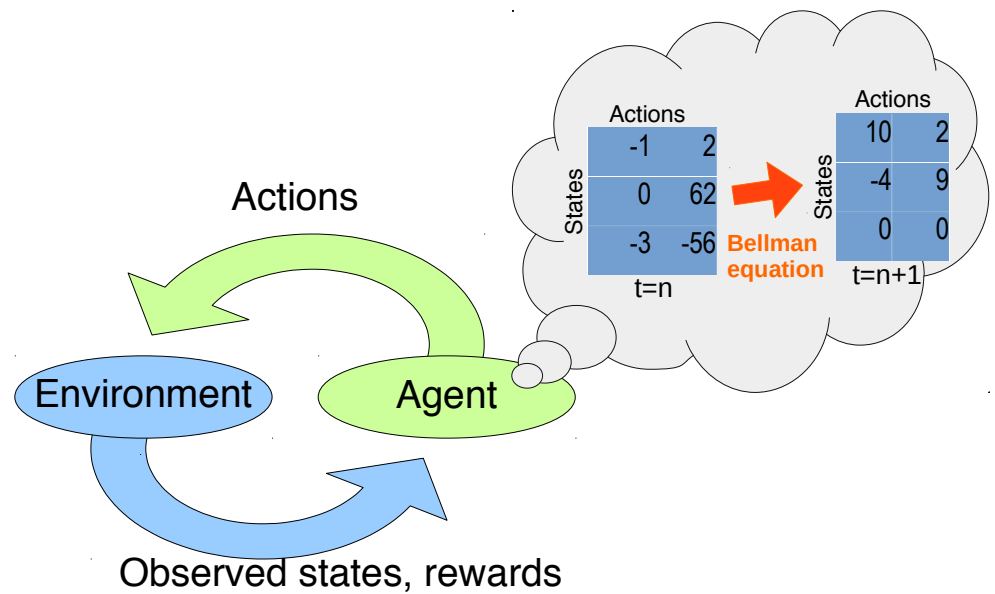 Actions
-1 2
0 62
-3 -56
States
t=n
Bellman
equation
Actions
10 2
-4 9
0 0
States
t=n+1
Actions
Environment
Agent
Observed states, rewards